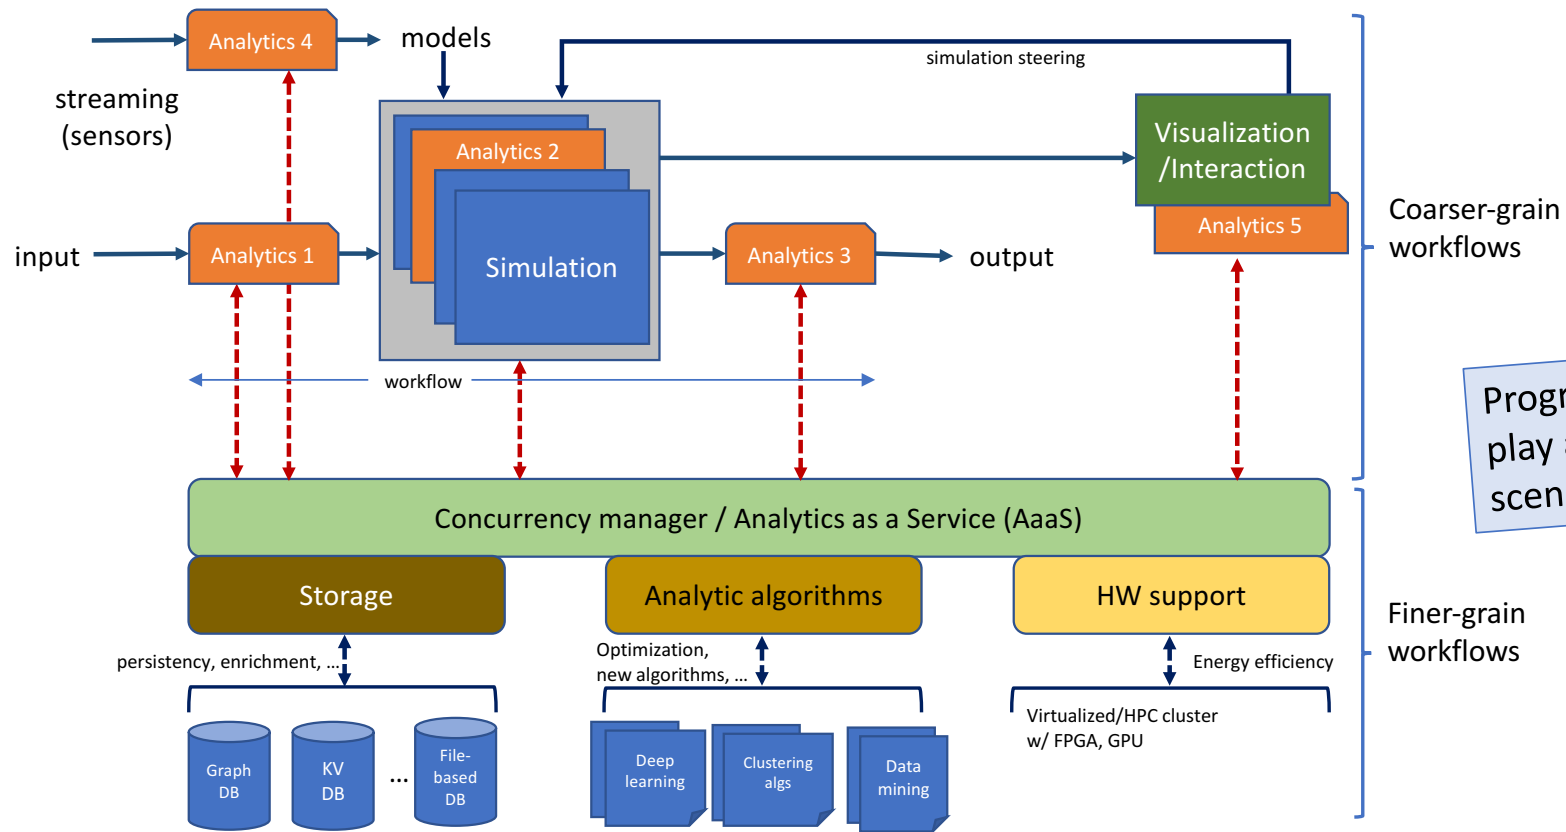 Analytics 4
models
simulation steering
streaming
(sensors)
Visualization
/Interaction
Analytics 2
Analytics 5
Coarser-grain
workflows
input
Analytics 1
Simulation
Analytics 3
output
workflow
play
Concurrency manager / Analytics as a Service (AaaS)
Storage
Analytic algorithms
HW support
Finer-grain
workflows
persistency, enrichment, ...
Optimization,
new algorithms, ...
Energy efficiency
Virtualized/HPC cluster
w/ FPGA, GPU
Graph
DB
KV
DB
...
File-
based
DB
Deep
learning
Clustering
algs
Data
mining